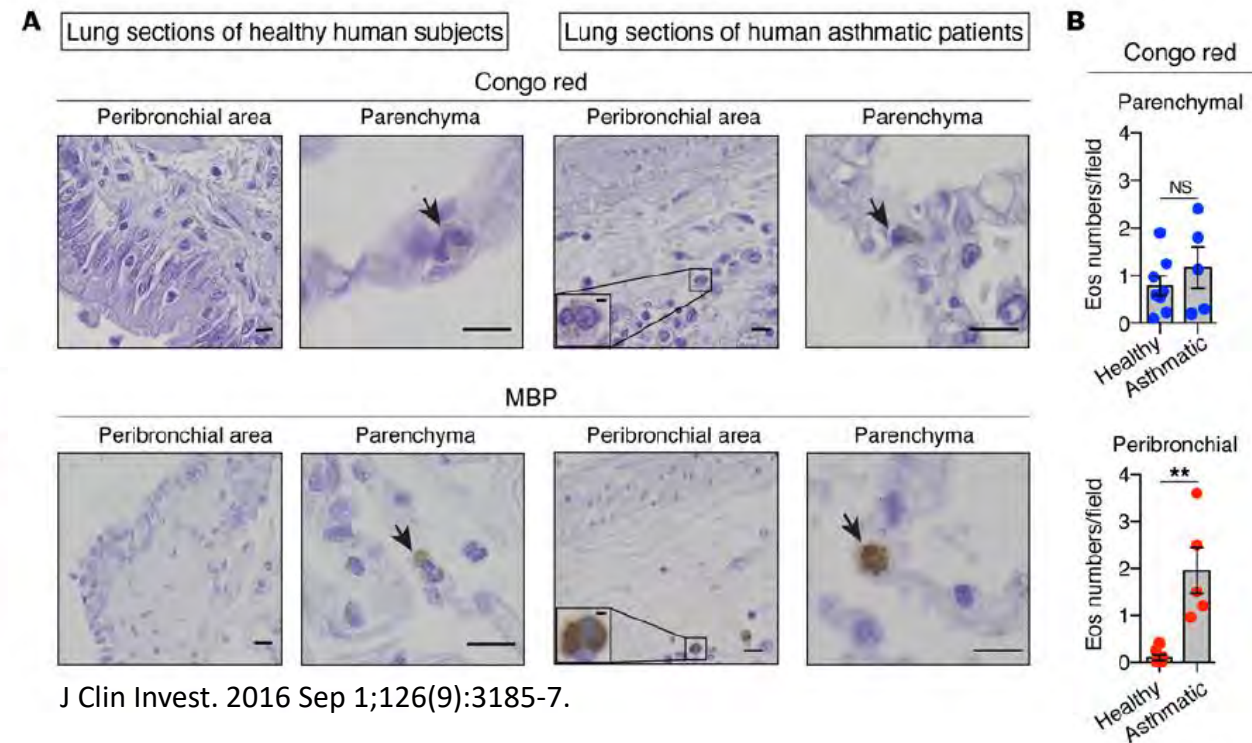 A
Lung sections of healthy human subjects
Lung sections of human asthmatic patients
Congo red
Peribronchial area
Parenchyma
Peribronchial area
Parenchyma
MBP
Peribronchial area
Parenchyma
Peribronchial area
Parenchyma
J Clin Invest. 2016 Sep 1;126(9):3185-7.
B
Congo red
Parenchymal
Eos numbers/field
4
3
2
1
0
NS
Healthy
Asthmatic
Peribronchial
Eos numbers/field
4
3
2
1
0
**
Healthy
Asthmatic